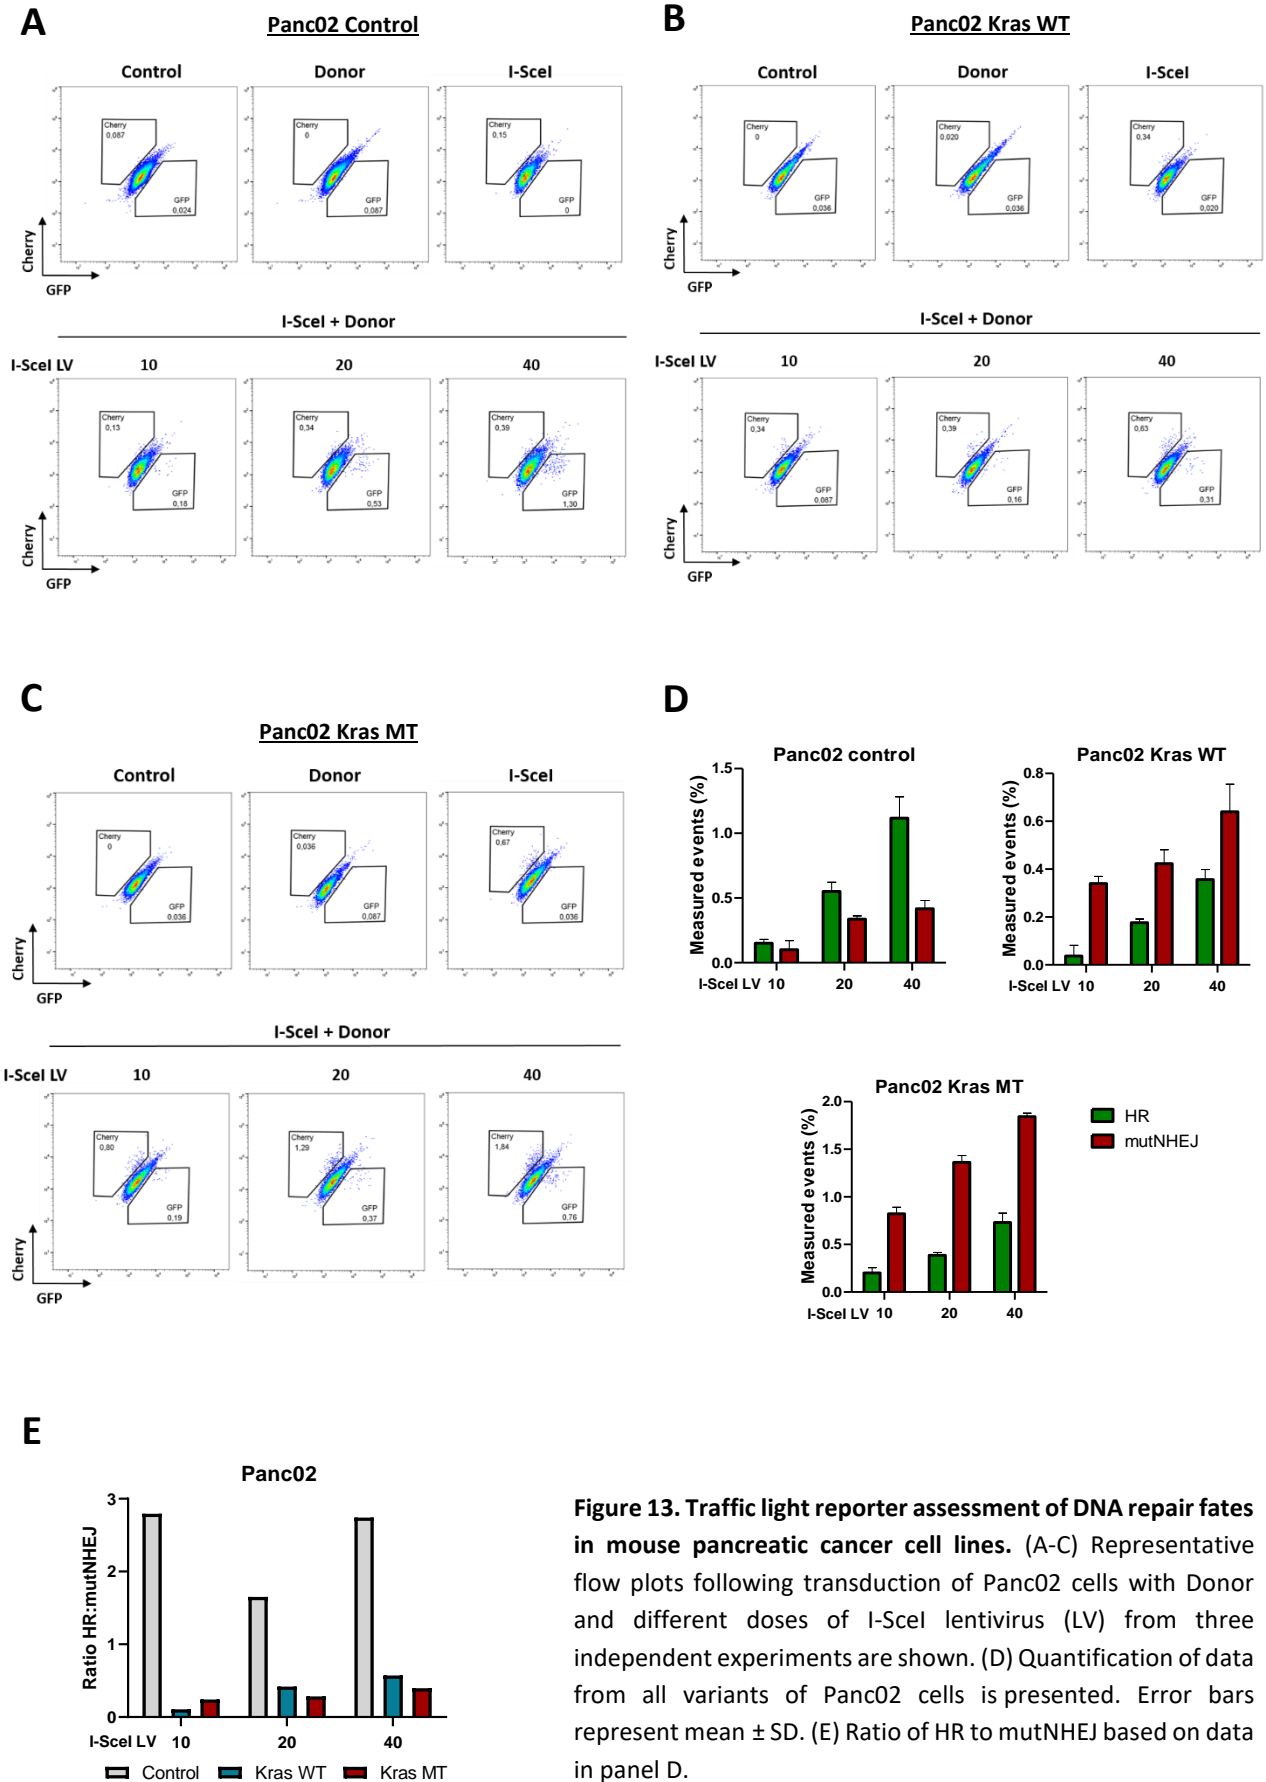 A
Panc02 Control
Control Donor I-SceI
Cherry 0,087
GFP 0,024
Cherry 0
GFP 0,087
Cherry 0,15
GFP 0
Cherry
GFP
I-SceI + Donor
I-SceI LV 10 20 40
Cherry 0,13
GFP 0,18
Cherry 0,34
GFP 0,53
Cherry 0,39
GFP 1,30
Cherry
GFP
B
Panc02 Kras WT
Control Donor I-SceI
Cherry 0
GFP 0,036
Cherry 0,020
GFP 0,036
Cherry 0,34
GFP 0,020
Cherry
GFP
I-SceI + Donor
I-SceI LV 10 20 40
Cherry 0,34
GFP 0,087
Cherry 0,39
GFP 0,16
Cherry 0,63
GFP 0,31
Cherry
GFP
C
Panc02 Kras MT
Control Donor I-SceI
Cherry 0
GFP 0,036
Cherry 0,036
GFP 0,087
Cherry 0,67
GFP 0,036
Cherry
GFP
I-SceI + Donor
I-SceI LV 10 20 40
Cherry 0,80
GFP 0,19
Cherry 1,29
GFP 0,37
Cherry 1,84
GFP 0,76
Cherry
GFP
D
Panc02 control
Measured events (%)
1.5
1.0
0.5
0.0
I-SceI LV 10 20 40
Panc02 Kras WT
Measured events (%)
0.8
0.6
0.4
0.2
0.0
I-SceI LV 10 20 40
Panc02 Kras MT
Measured events (%)
2.0
1.5
1.0
0.5
0.0
I-SceI LV 10 20 40
HR
mutNHEJ
E
Panc02
Ratio HR:mutNHEJ
3
2
1
0
I-SceI LV 10 20 40
Control Kras WT Kras MT
Figure 13. Traffic light reporter assessment of DNA repair fates
in mouse pancreatic cancer cell lines. (A-C) Representative
flow plots following transduction of Panc02 cells with Donor
and different doses of I-SceI lentivirus (LV) from three
independent experiments are shown. (D) Quantification of data
from all variants of Panc02 cells is presented. Error bars
represent mean ± SD. (E) Ratio of HR to mutNHEJ based on data
in panel D.